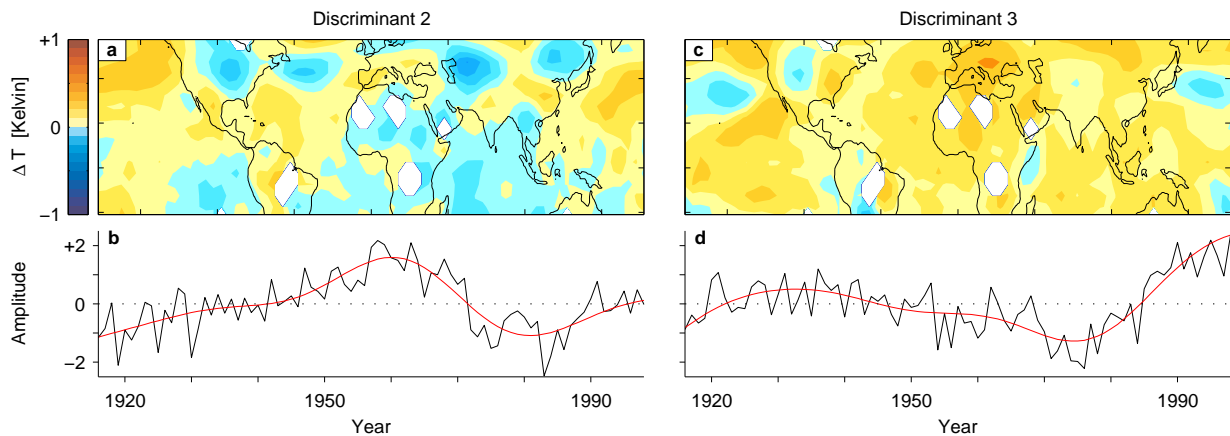 Discriminant 2
Discriminant 3
+1
0
−1
Δ T [Kelvin]
a
c
b
d
+2
0
−2
Amplitude
1920
1950
1990
Year
1920
1950
1990
Year